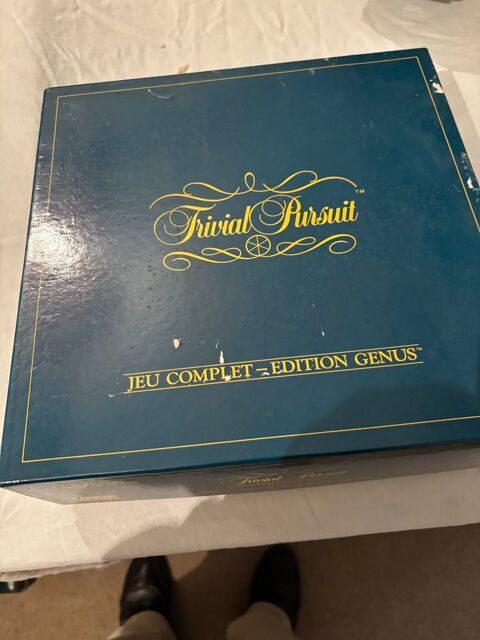 Trivial Pursuit™
JEU COMPLET – EDITION GENUS™
Trivial Pursuit